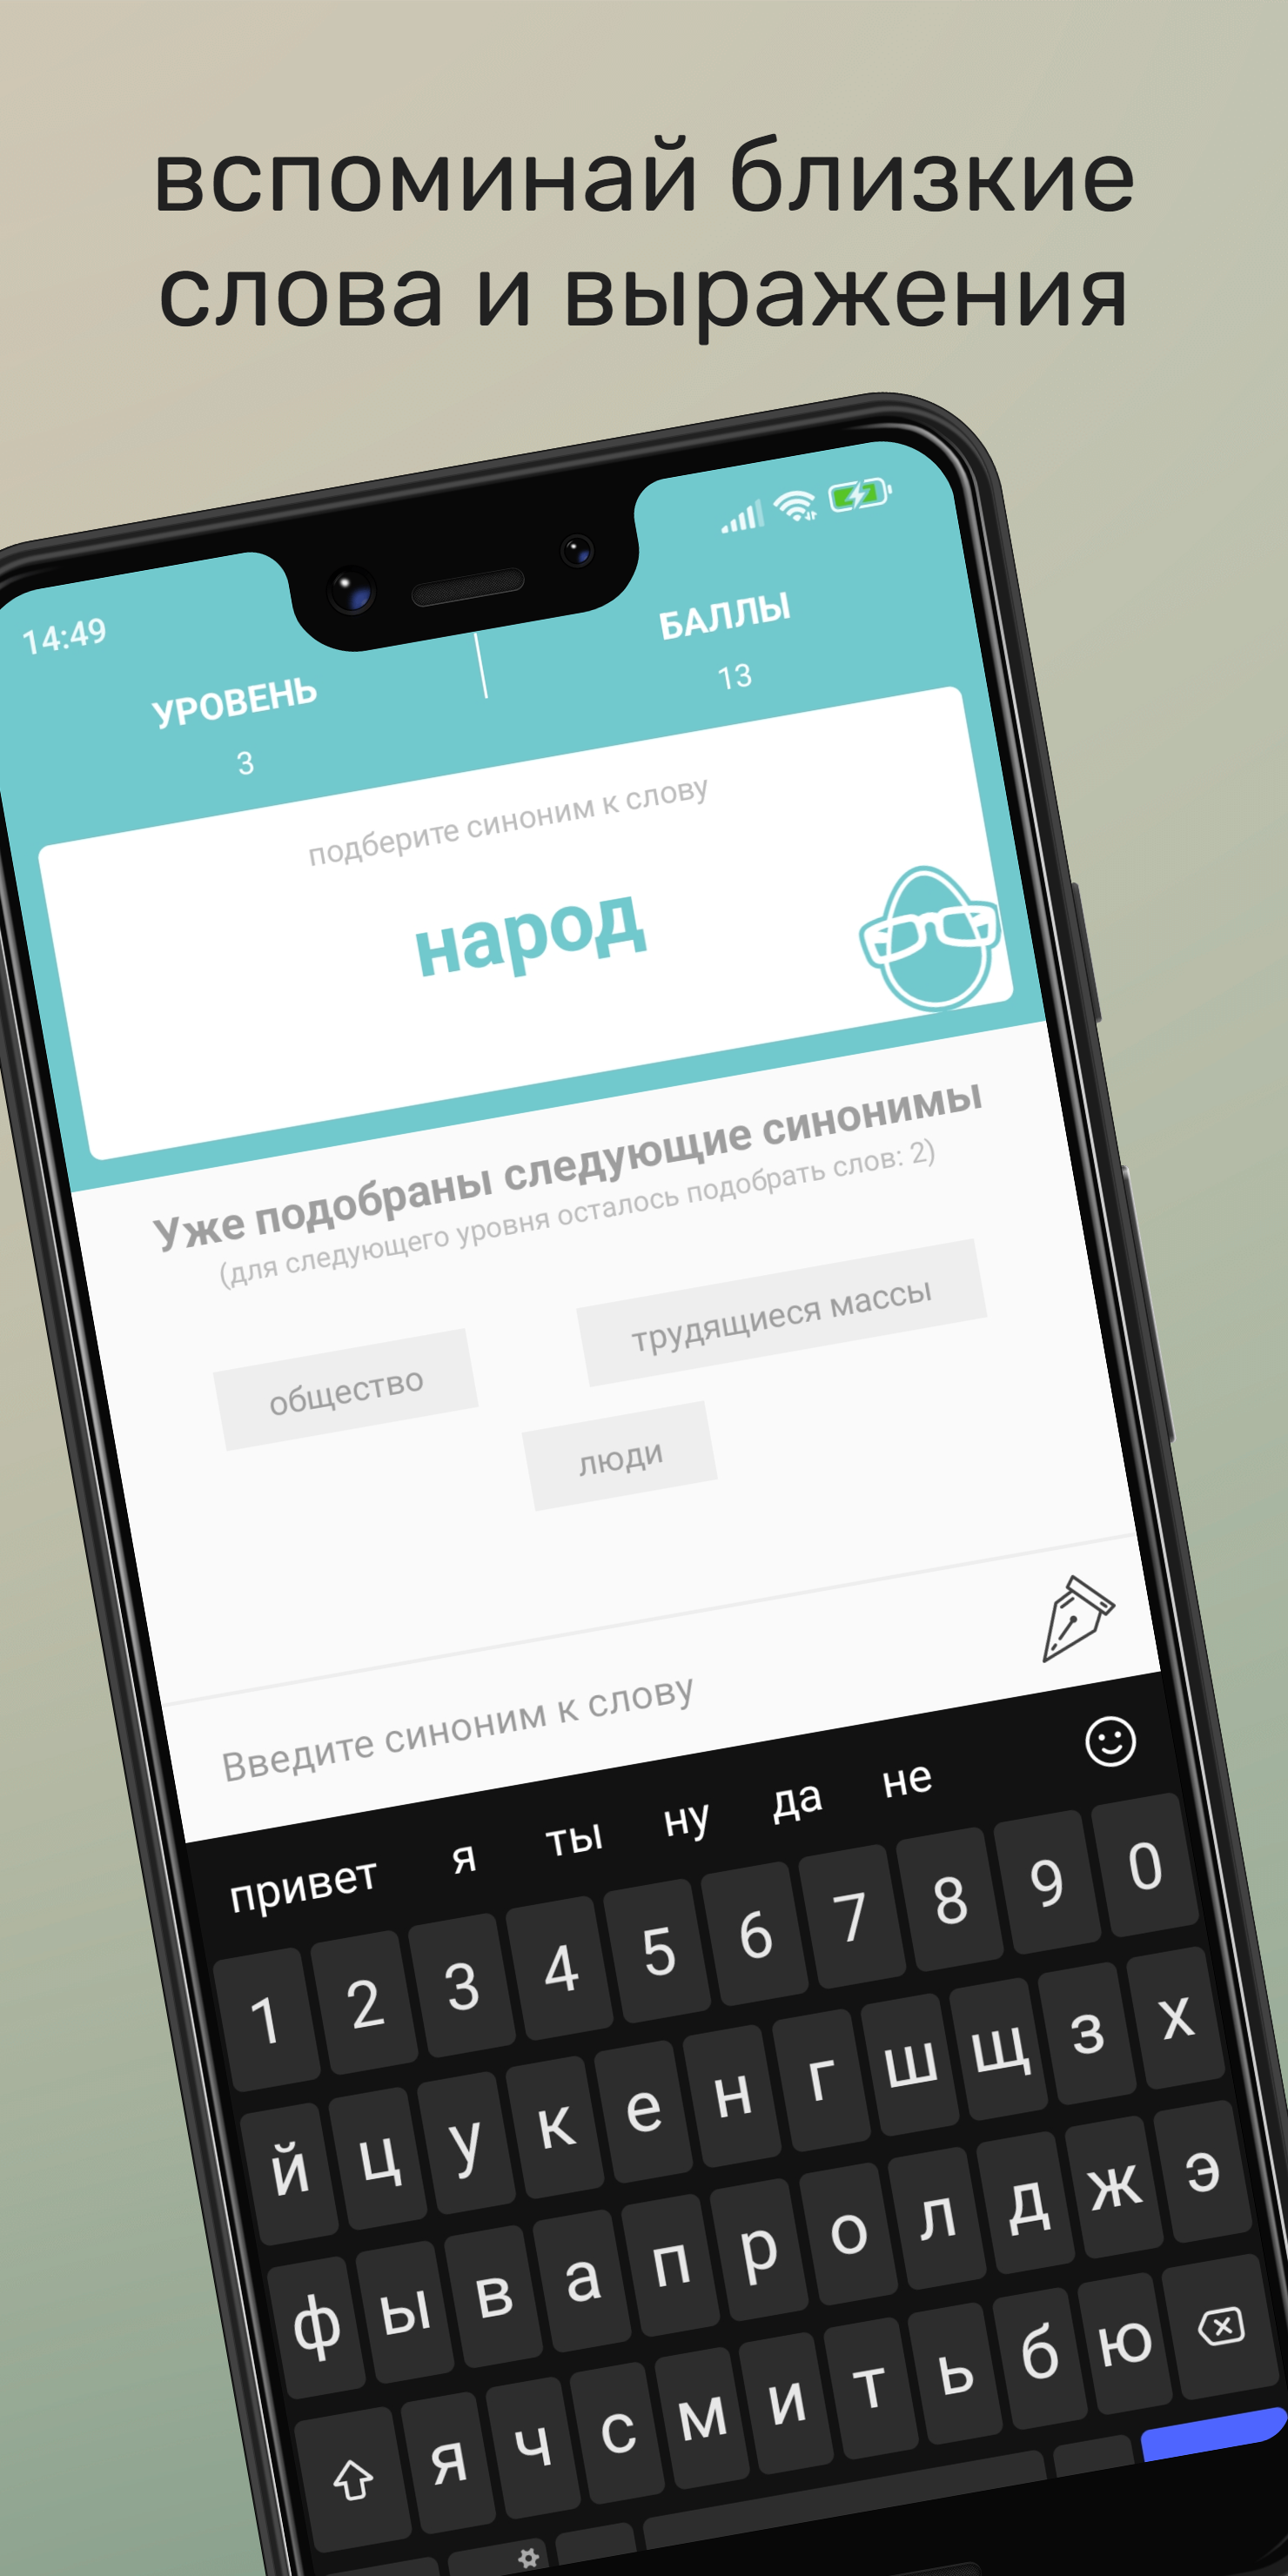 вспоминай близкие
слова и выражения
14:49
УРОВЕНЬ
3
БАЛЛЫ
13
подберите синоним к слову
народ
Уже подобраны следующие синонимы
(для следующего уровня осталось подобрать слов: 2)
общество
трудящиеся массы
люди
Введите синоним к слову
привет я ты ну да не
1 2 3 4 5 6 7 8 9 0
й ц у к е н г ш щ з х
ф ы в а п р о л д ж э
я ч с м и т ь б ю